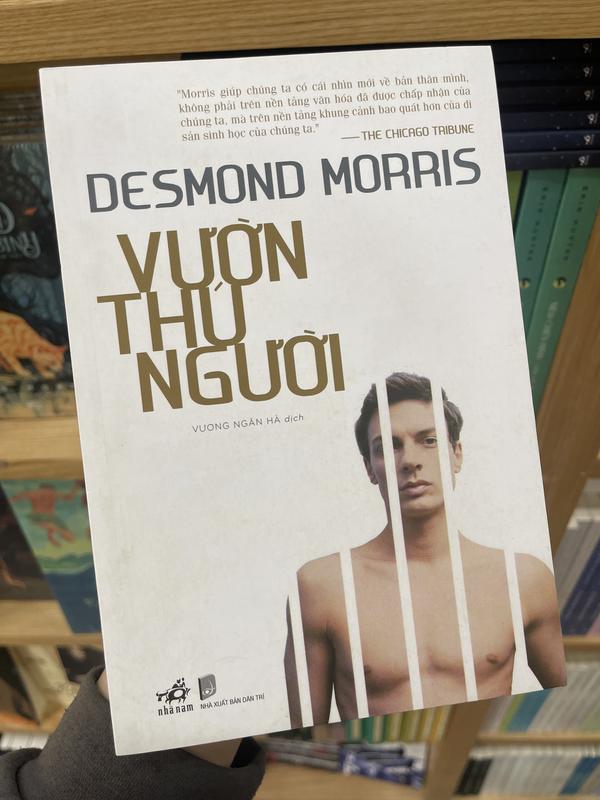 "Morris giúp chúng ta có cái nhìn mới về bản thân mình,
không phải trên nền tảng văn hóa đã được chấp nhận của
chúng ta, mà trên nền tảng khung cảnh bao quát hơn của di
sản sinh học của chúng ta."
—THE CHICAGO TRIBUNE
DESMOND MORRIS
VƯỜN
THÚ
NGƯỜI
VƯƠNG NGÂN HÀ dịch
nhã nam
NHÀ XUẤT BẢN DÂN TRÍ